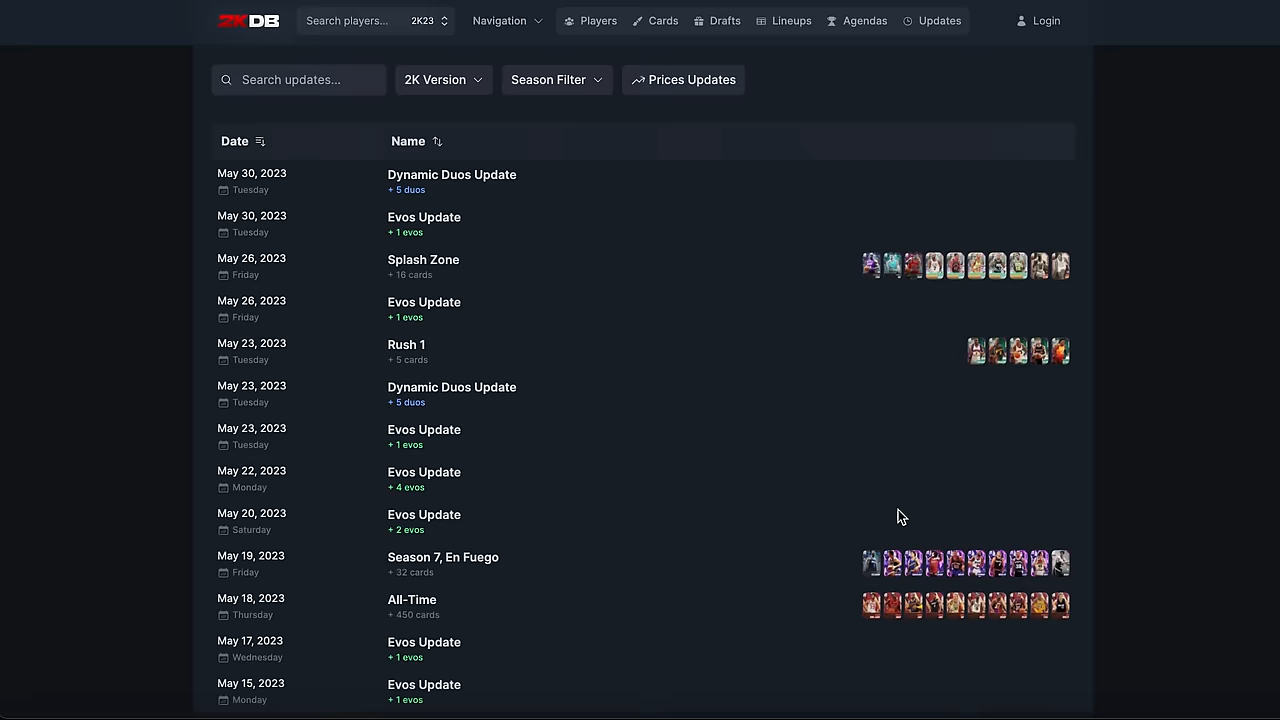 2KDB Search players... 2K23 Navigation Players Cards Drafts Lineups Agendas Updates Login
Search updates... 2K Version Season Filter Prices Updates
Date Name
May 30, 2023 Dynamic Duos Update
Tuesday + 5 duos
May 30, 2023 Evos Update
Tuesday + 1 evos
May 26, 2023 Splash Zone
Friday + 16 cards
May 26, 2023 Evos Update
Friday + 1 evos
May 23, 2023 Rush 1
Tuesday + 5 cards
May 23, 2023 Dynamic Duos Update
Tuesday + 5 duos
May 23, 2023 Evos Update
Tuesday + 1 evos
May 22, 2023 Evos Update
Monday + 4 evos
May 20, 2023 Evos Update
Saturday + 2 evos
May 19, 2023 Season 7, En Fuego
Friday + 32 cards
May 18, 2023 All-Time
Thursday + 450 cards
May 17, 2023 Evos Update
Wednesday + 1 evos
May 15, 2023 Evos Update
Monday + 1 evos